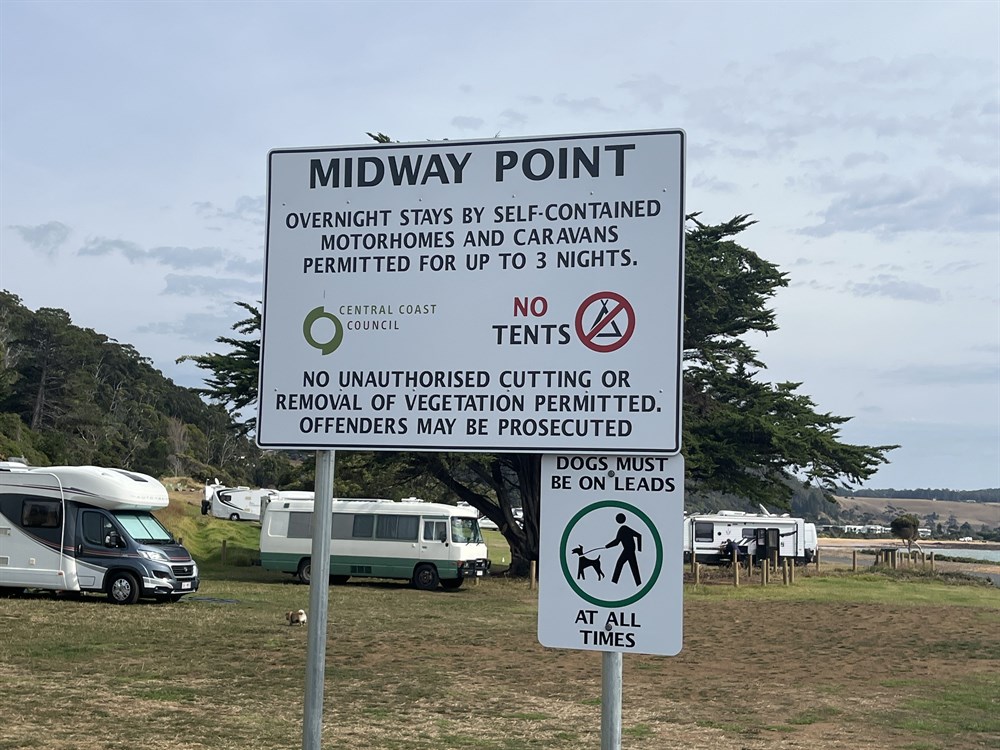 MIDWAY POINT
OVERNIGHT STAYS BY SELF-CONTAINED
MOTORHOMES AND CARAVANS
PERMITTED FOR UP TO 3 NIGHTS.
CENTRAL COAST
COUNCIL
NO
TENTS
NO UNAUTHORISED CUTTING OR
REMOVAL OF VEGETATION PERMITTED.
OFFENDERS MAY BE PROSECUTED
DOGS MUST
BE ON LEADS
AT ALL
TIMES